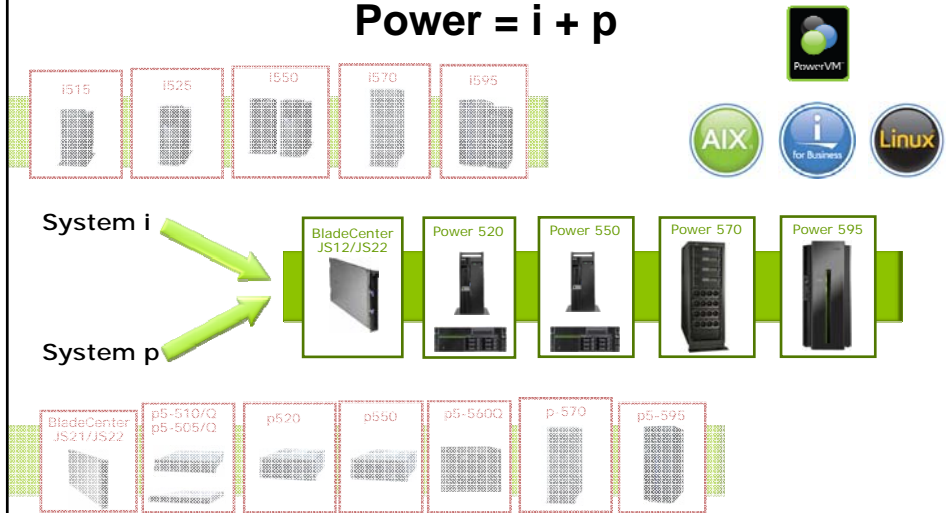 Power = i + p
PowerVM™
i515
i525
i550
i570
i595
AIX
i
for Business
Linux
System i
System p
BladeCenter
JS12/JS22
Power 520
Power 550
Power 570
Power 595
BladeCenter
JS21/JS22
p5-510/Q
p5-505/Q
p520
p550
p5-560Q
p-570
p5-595